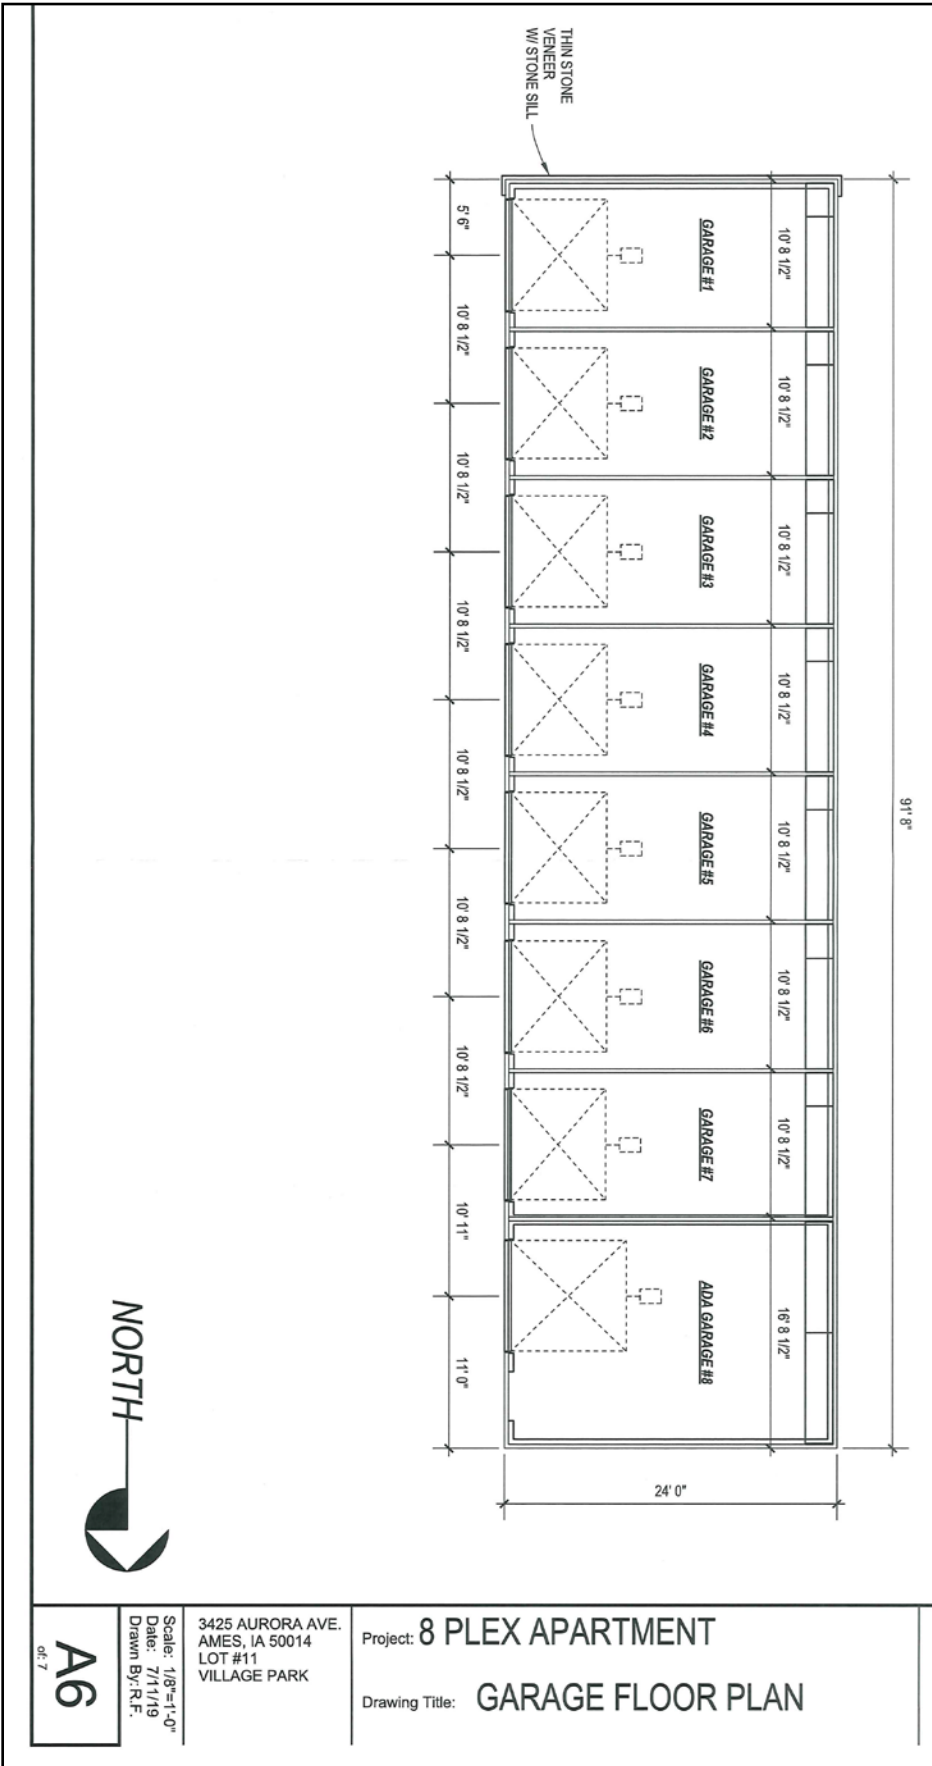 THIN STONE
VENEER
W/ STONE SILL
5' 6"
10' 8 1/2"
10' 8 1/2"
10' 8 1/2"
10' 8 1/2"
10' 8 1/2"
10' 8 1/2"
10' 11"
11' 0"
GARAGE #1
GARAGE #2
GARAGE #3
GARAGE #4
GARAGE #5
GARAGE #6
GARAGE #7
ADA GARAGE #8
10' 8 1/2"
10' 8 1/2"
10' 8 1/2"
10' 8 1/2"
10' 8 1/2"
10' 8 1/2"
10' 8 1/2"
16' 8 1/2"
91' 8"
24' 0"
NORTH
Project: 8 PLEX APARTMENT
Drawing Title: GARAGE FLOOR PLAN
3425 AURORA AVE.
AMES, IA 50014
LOT #11
VILLAGE PARK
Scale: 1/8"=1'-0"
Date: 7/11/19
Drawn By: R.F.
A6
of: 7